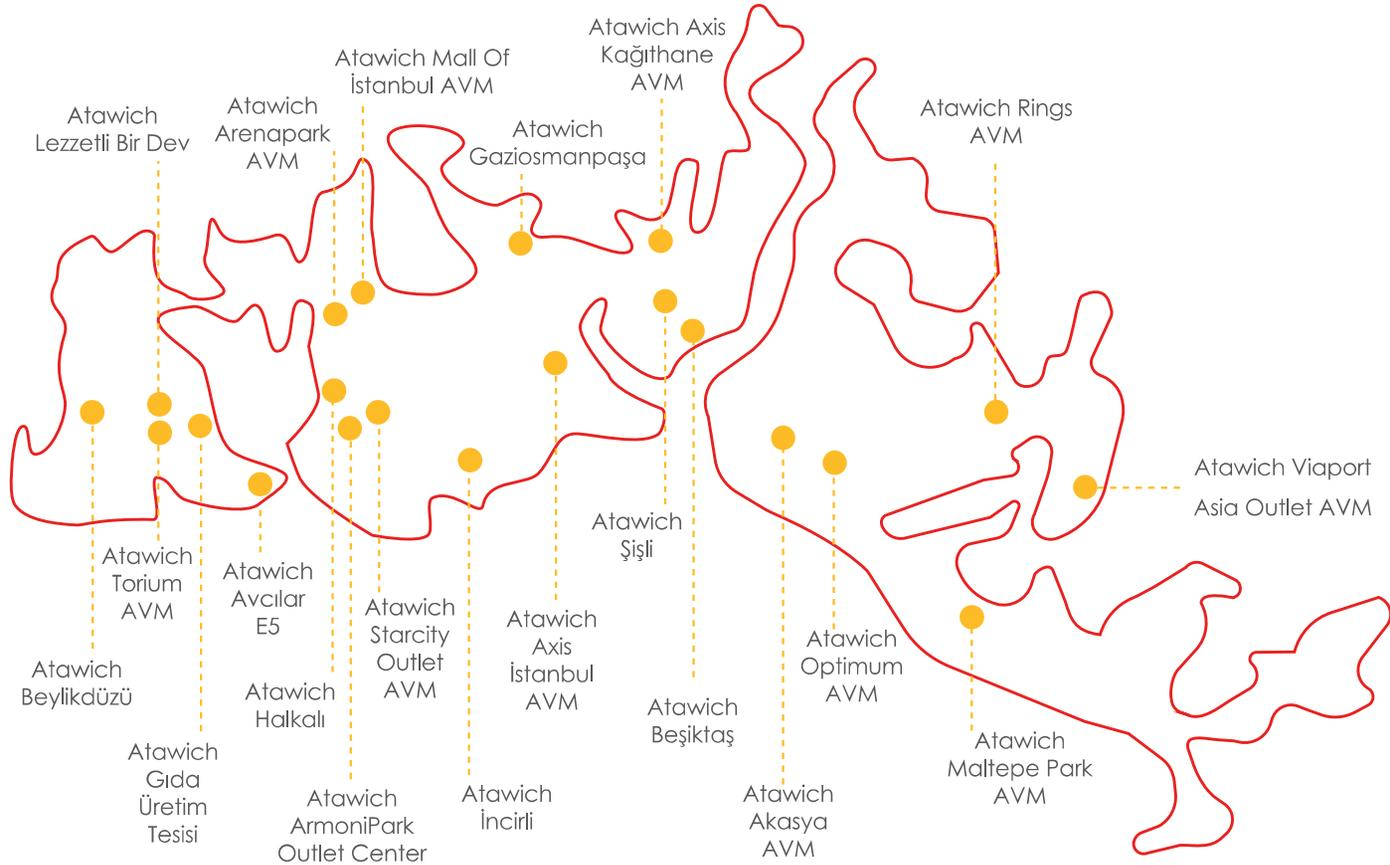 Atawich Axis
Kağıthane
AVM
Atawich Mall Of
İstanbul AVM
Atawich
Lezzetli Bir Dev
Atawich
Arenapark
AVM
Atawich
Gaziosmanpaşa
Atawich Rings
AVM
Atawich Viaport
Asia Outlet AVM
Atawich
Şişli
Atawich
Torium
AVM
Atawich
Avcılar
E5
Atawich
Starcity
Outlet
AVM
Atawich
Axis
İstanbul
AVM
Atawich
Optimum
AVM
Atawich
Beylikdüzü
Atawich
Halkalı
Atawich
Beşiktaş
Atawich
Maltepe Park
AVM
Atawich
Gıda
Üretim
Tesisi
Atawich
ArmoniPark
Outlet Center
Atawich
İncirli
Atawich
Akasya
AVM